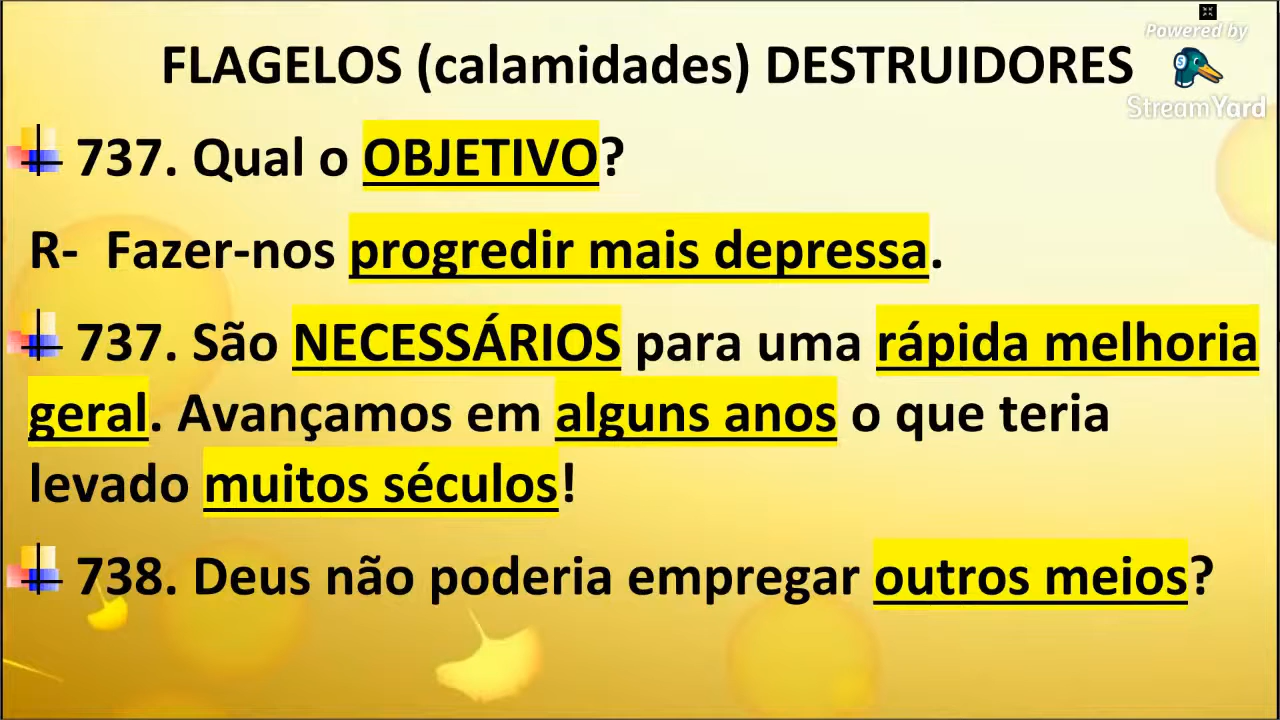 Powered by
StreamYard
FLAGELOS (calamidades) DESTRUIDORES
737. Qual o OBJETIVO?
R- Fazer-nos progredir mais depressa.
737. São NECESSÁRIOS para uma rápida melhoria
geral. Avançamos em alguns anos o que teria
levado muitos séculos!
738. Deus não poderia empregar outros meios?